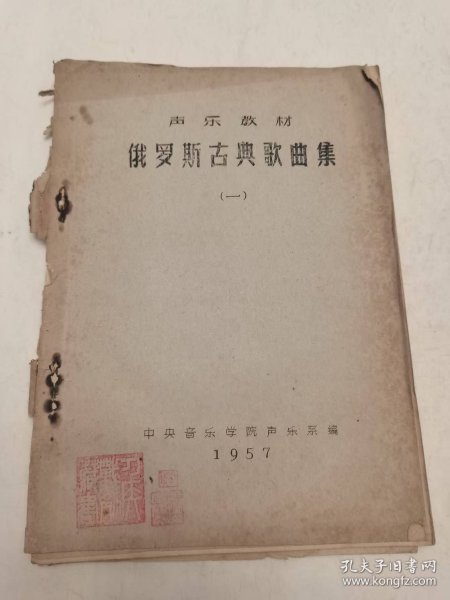 声乐教材
俄罗斯古典歌曲集
(一)
中央音乐学院声乐系编
1957
孔夫子旧书网
www.kongfz.com